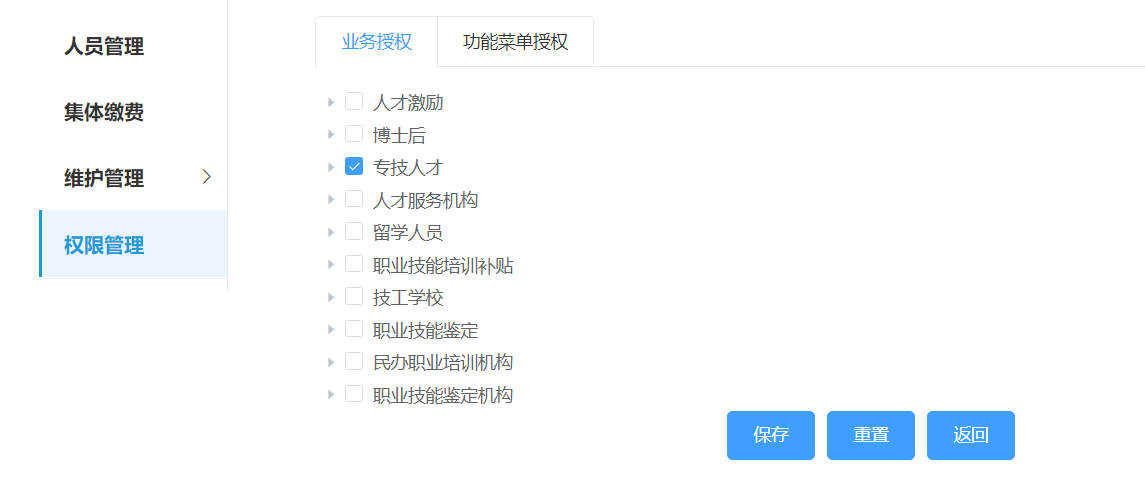 人员管理
集体缴费
维护管理
权限管理
业务授权
功能菜单授权
人才激励
博士后
专技人才
人才服务机构
留学人员
职业技能培训补贴
技工学校
职业技能鉴定
民办职业培训机构
职业技能鉴定机构
保存
重置
返回